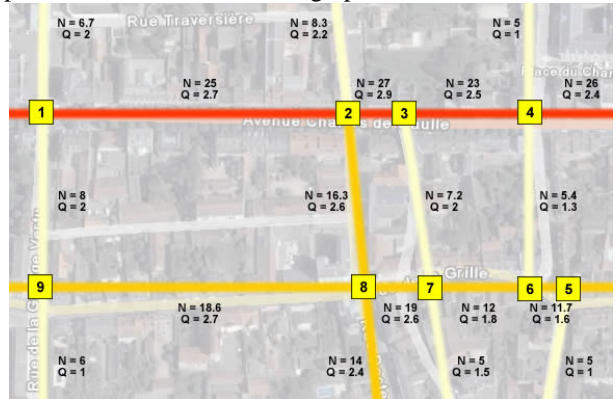 N = 6.7
Q = 2
Rue Traversière
N = 8.3
Q = 2.2
N = 5
Q = 1
N = 25
Q = 2.7
N = 27
Q = 2.9
N = 23
Q = 2.5
Place du Char
N = 26
Q = 2.4
1
2
3
4
Avenue Charles de Gaulle
N = 8
Q = 2
N = 16.3
Q = 2.6
N = 7.2
Q = 2
N = 5.4
Q = 1.3
Grille
9
8
7
6
5
N = 18.6
Q = 2.7
N = 19
Q = 2.6
N = 12
Q = 1.8
N = 11.7
Q = 1.6
Rue de la
N = 6
Q = 1
N = 14
Q = 2.4
N = 5
Q = 1.5
N = 5
Q = 1